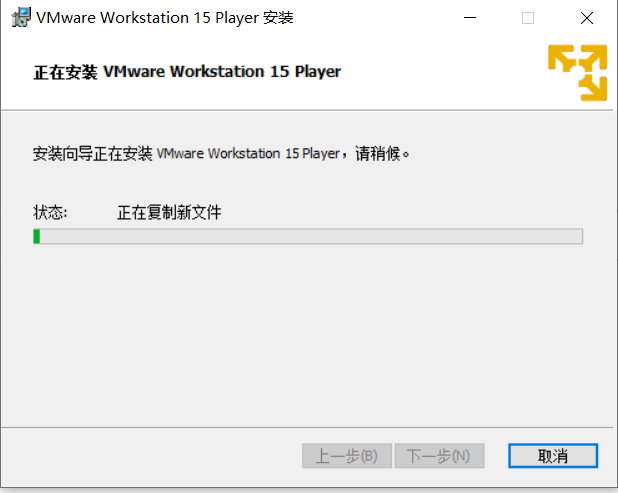 VMware Workstation 15 Player 安装
正在安装 VMware Workstation 15 Player
安装向导正在安装 VMware Workstation 15 Player，请稍候。
状态: 正在复制新文件
上一步(B) 下一步(N) 取消